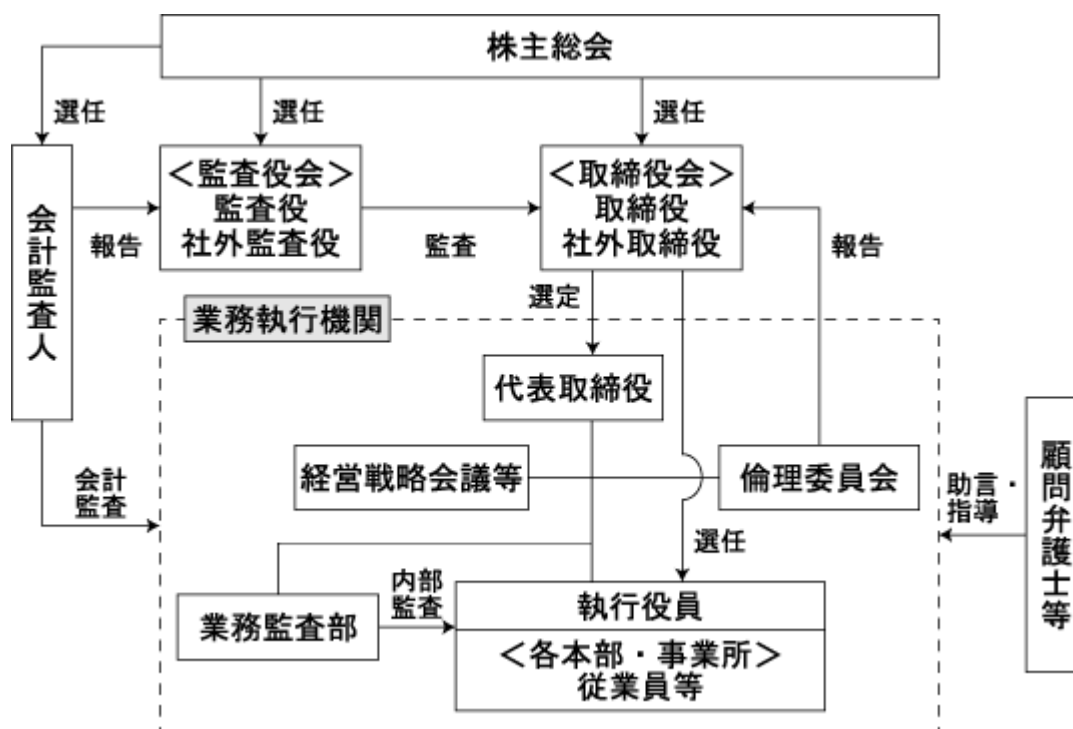 株主総会
選任
選任
選任
会計監査人
＜監査役会＞
監査役
社外監査役
＜取締役会＞
取締役
社外取締役
報告
監査
報告
選定
業務執行機関
代表取締役
経営戦略会議等
倫理委員会
会計
監査
助言・
指導
顧問弁護士等
選任
内部
監査
業務監査部
執行役員
＜各本部・事業所＞
従業員等